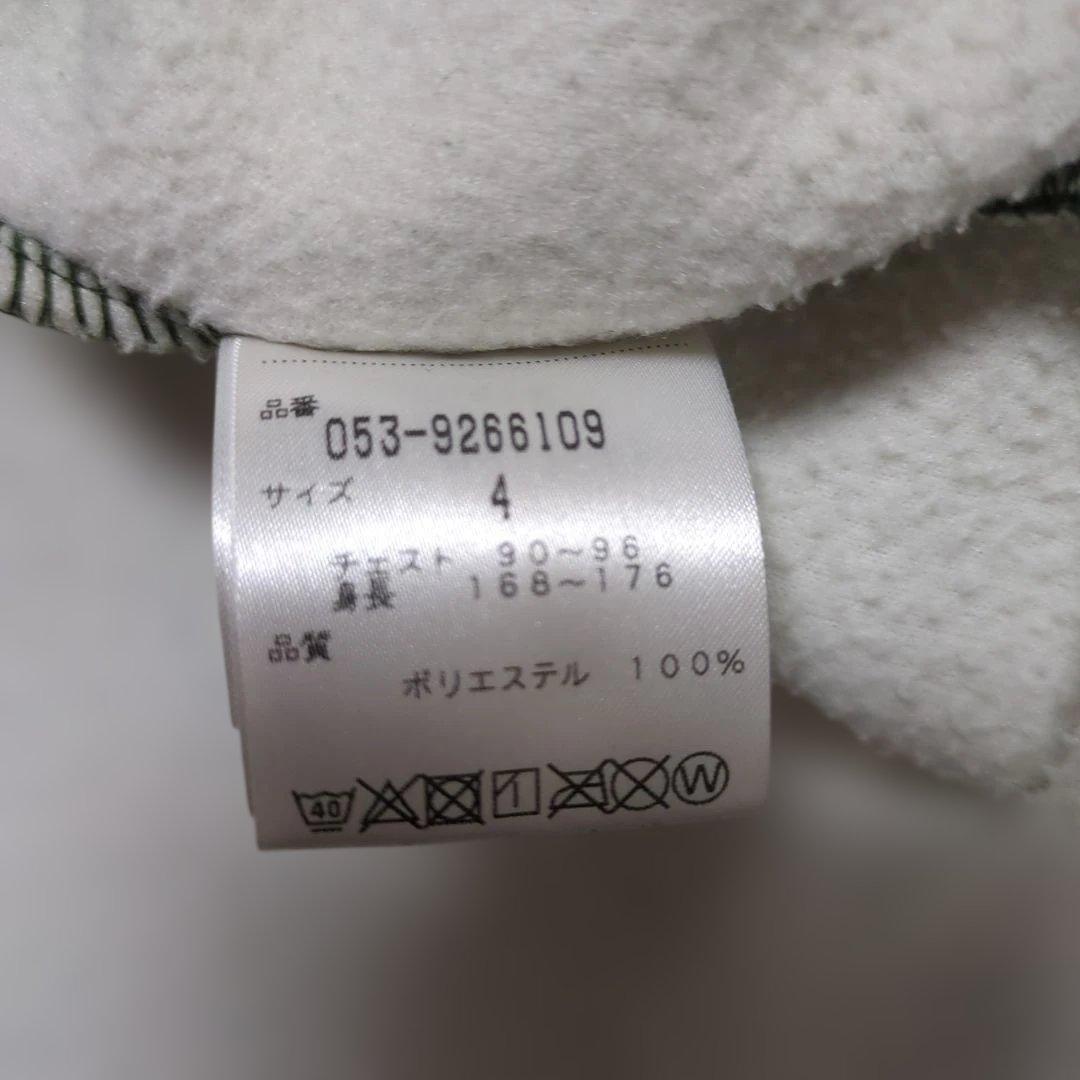 品番
053-9266109
サイズ 4
チェスト 90~96
身長 168~176
品質
ポリエステル 100%
40 W